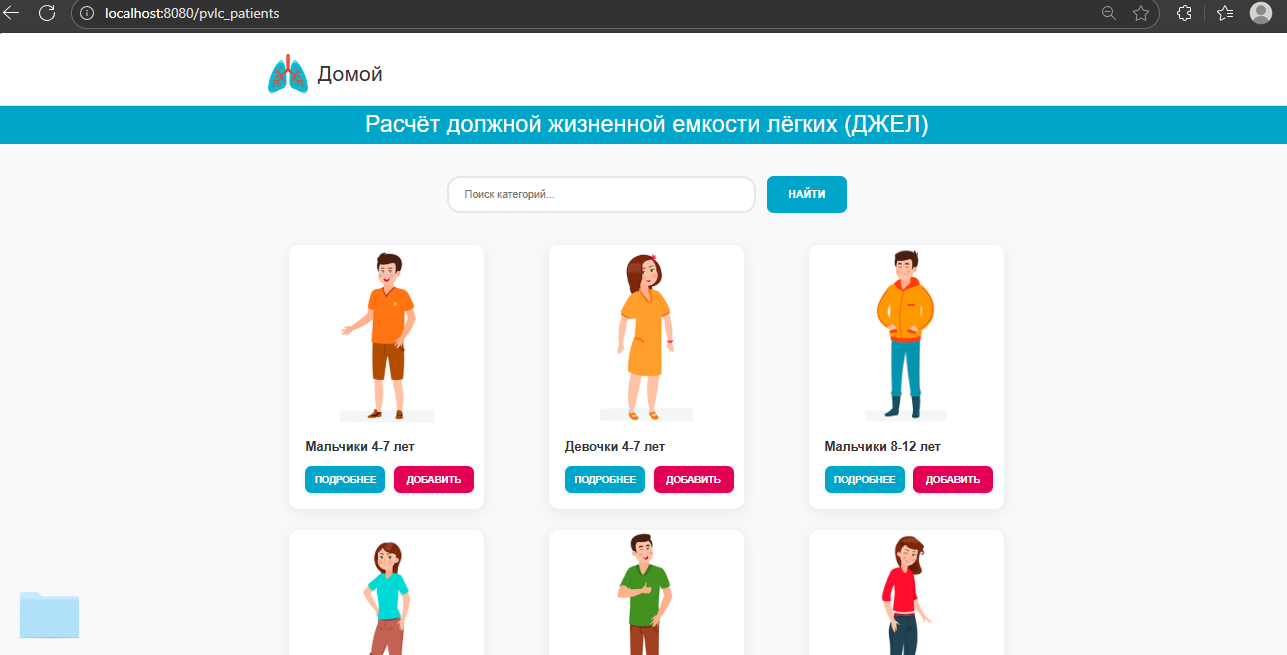 localhost:8080/pvlc_patients
Домой
Расчёт должной жизненной емкости лёгких (ДЖЕЛ)
Поиск категорий...
НАЙТИ
Мальчики 4-7 лет
ПОДРОБНЕЕ
ДОБАВИТЬ
Девочки 4-7 лет
ПОДРОБНЕЕ
ДОБАВИТЬ
Мальчики 8-12 лет
ПОДРОБНЕЕ
ДОБАВИТЬ